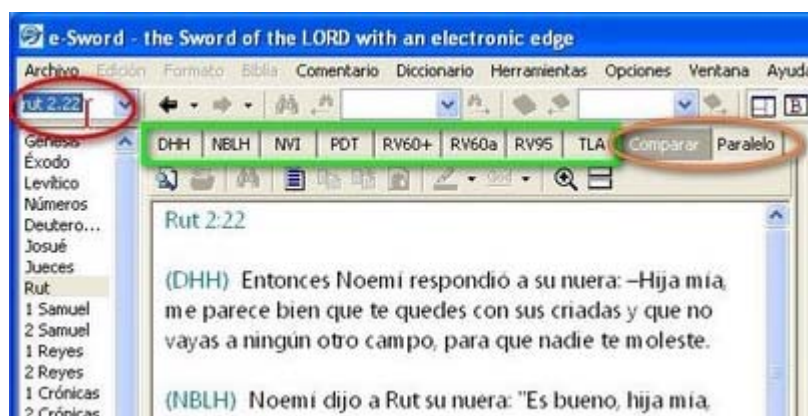 e-Sword - the Sword of the LORD with an electronic edge
Archivo Edición Formato Biblia Comentario Diccionario Herramientas Opciones Ventana Ayuda
rut 2:22
DHH NBLH NVI PDT RV60+ RV60a RV95 TLA Comparar Paralelo
Génesis
Éxodo
Levítico
Números
Deutero...
Josué
Jueces
Rut
1 Samuel
2 Samuel
1 Reyes
2 Reyes
1 Crónicas
2 Crónicas
Rut 2:22
(DHH) Entonces Noemí respondió a su nuera: —Hija mía,
me parece bien que te quedes con sus criadas y que no
vayas a ningún otro campo, para que nadie te moleste.
(NBLH) Noemí dijo a Rut su nuera: "Es bueno, hija mía,